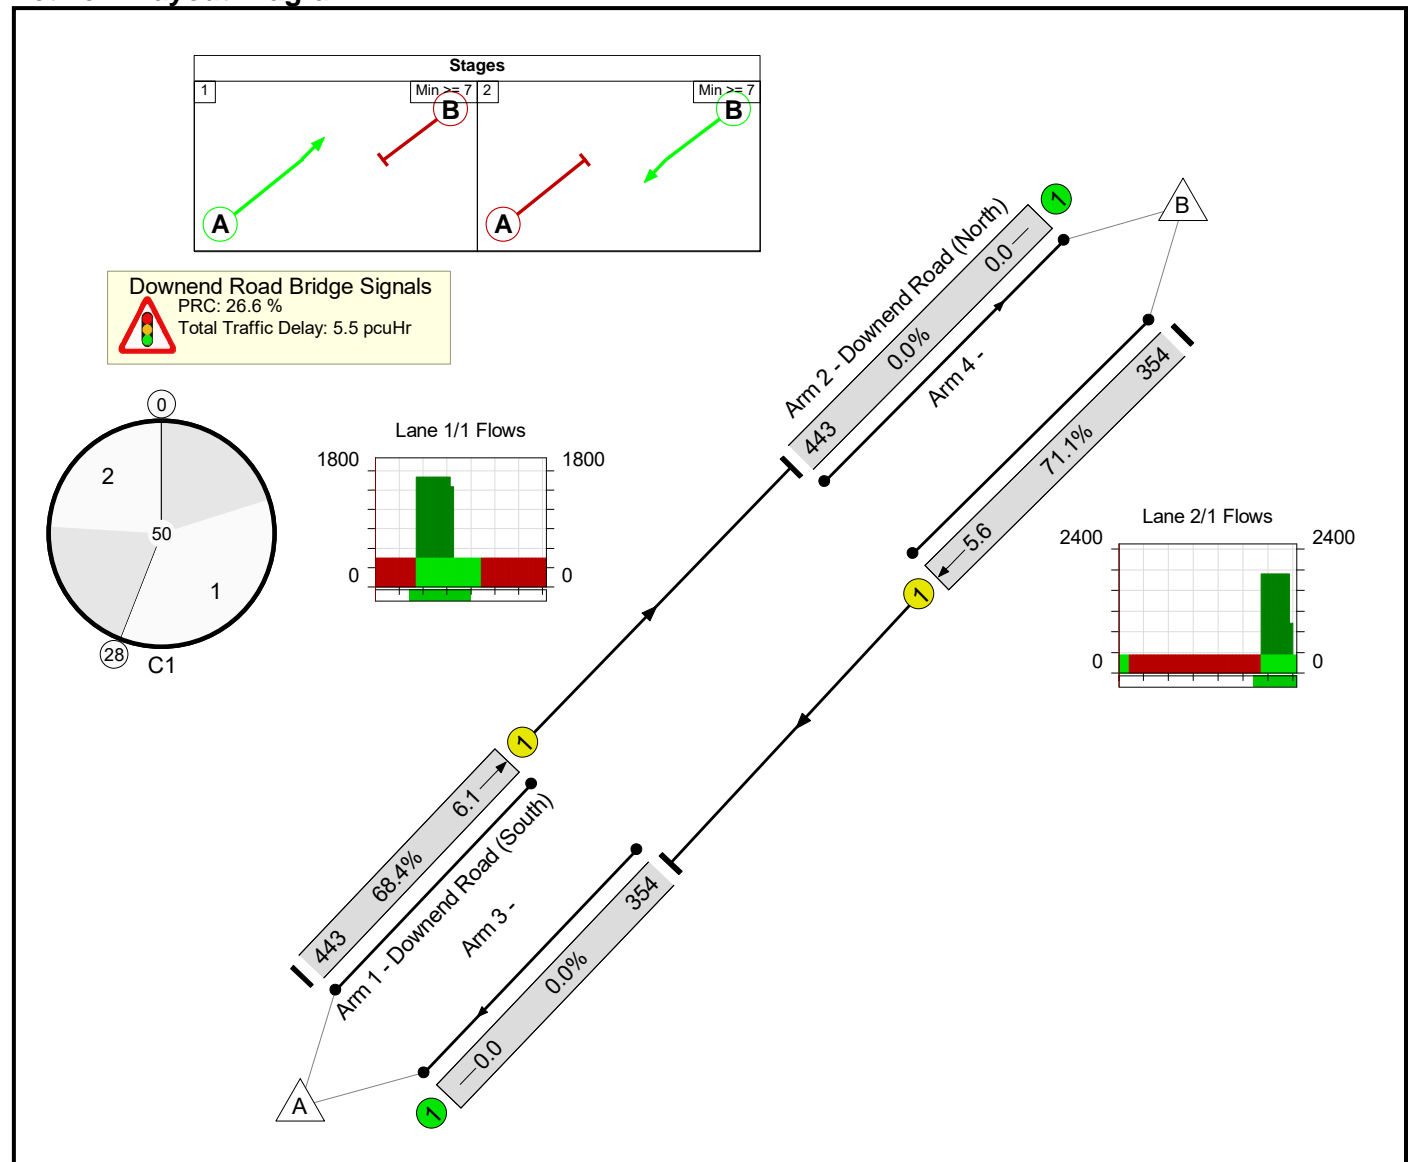 Stages
1
Min >= 7
2
Min >= 7
B
B
A
A
Downend Road Bridge Signals
PRC: 26.6 %
Total Traffic Delay: 5.5 pcuHr
0
2
50
1
28
C1
Lane 1/1 Flows
1800
1800
0
0
Arm 2 - Downend Road (North)
1
443
0.0%
0.0
Arm 4 -
B
354
71.1%
5.6
1
Lane 2/1 Flows
2400
2400
0
0
1
443
68.4%
6.1
Arm 1 - Downend Road (South)
Arm 3 -
354
0.0%
0.0
A
1